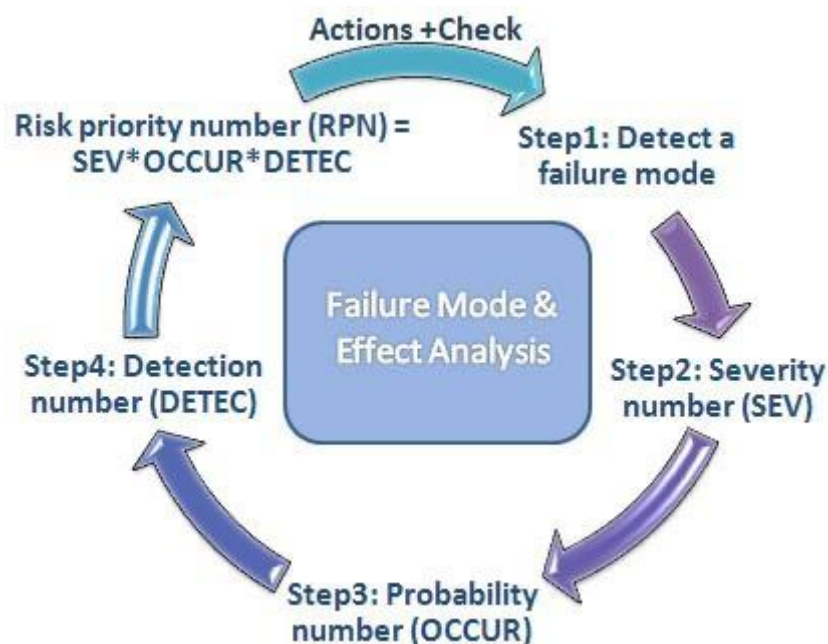 Actions +Check
Risk priority number (RPN) =
SEV*OCCUR*DETEC
Step1: Detect a
failure mode
Failure Mode &
Effect Analysis
Step4: Detection
number (DETEC)
Step2: Severity
number (SEV)
Step3: Probability
number (OCCUR)